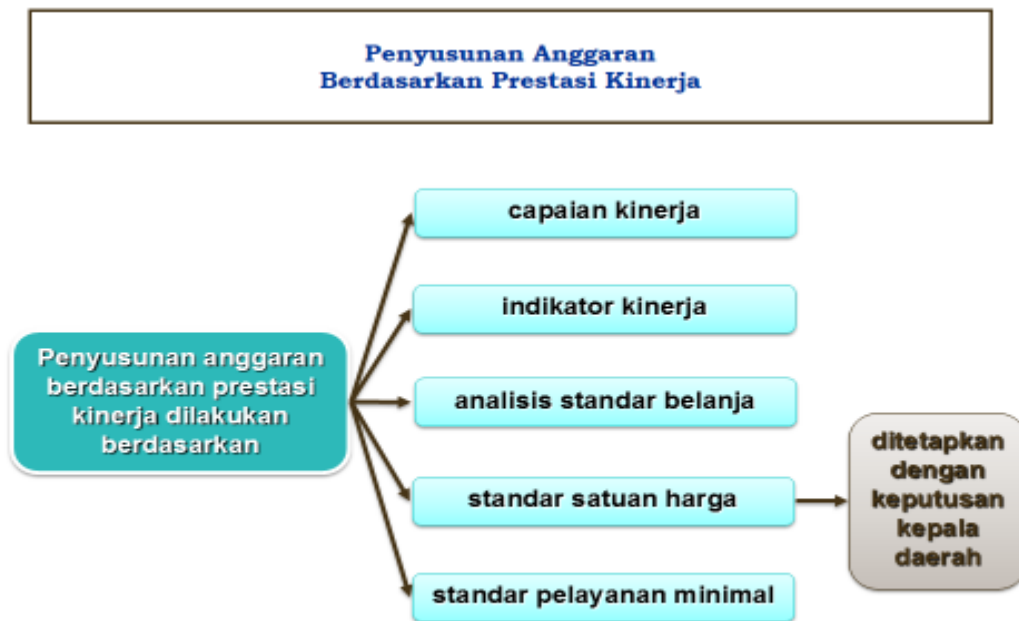 Penyusunan Anggaran
Berdasarkan Prestasi Kinerja
capaian kinerja
indikator kinerja
Penyusunan anggaran
berdasarkan prestasi
kinerja dilakukan
berdasarkan
analisis standar belanja
standar satuan harga
ditetapkan
dengan
keputusan
kepala
daerah
standar pelayanan minimal